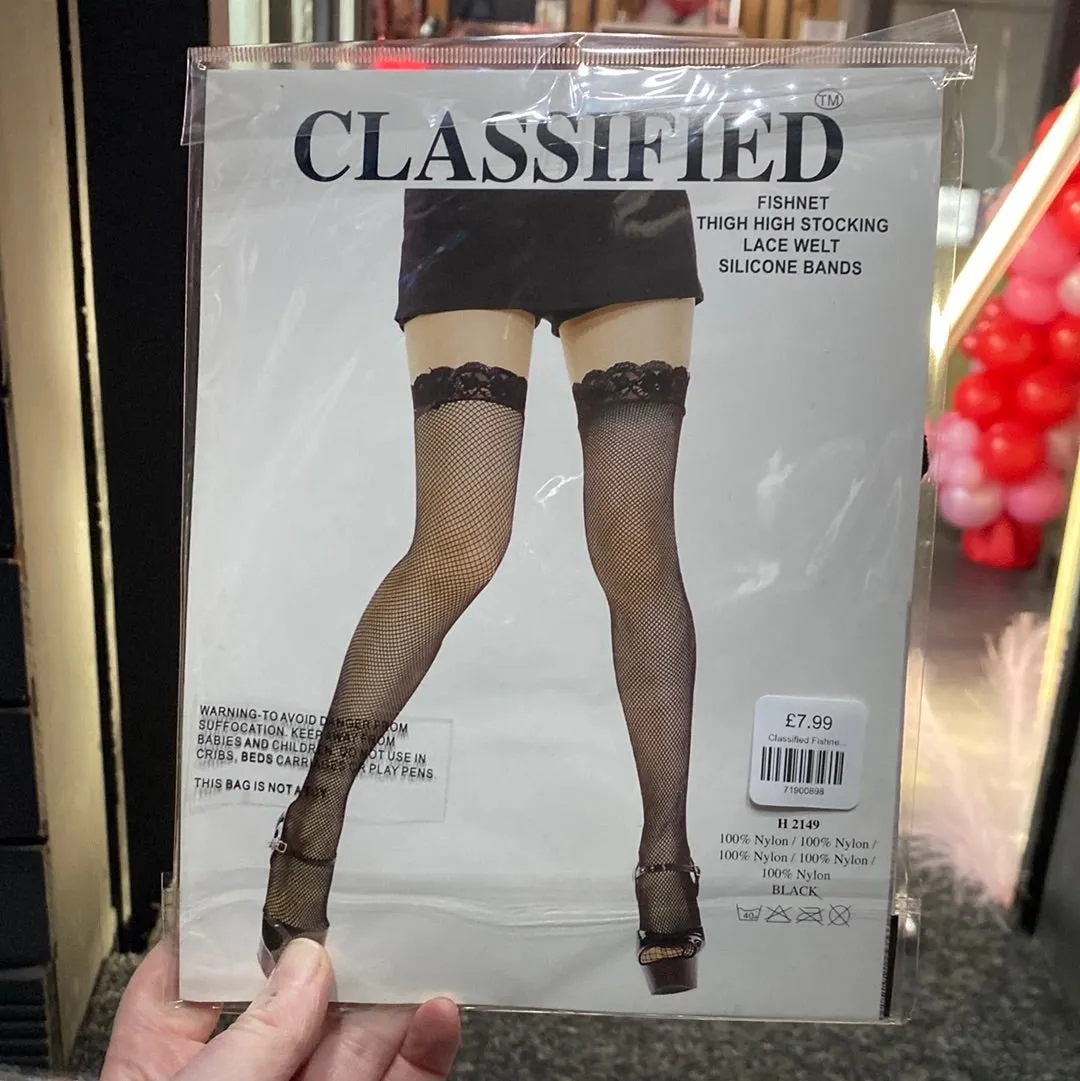 CLASSIFIED
TM
FISHNET
THIGH HIGH STOCKING
LACE WELT
SILICONE BANDS
WARNING-TO AVOID DANGER FROM
SUFFOCATION. KEEP AWAY FROM
BABIES AND CHILDREN. DO NOT USE IN
CRIBS, BEDS CARRIAGES OR PLAY PENS.
THIS BAG IS NOT A TOY.
£7.99
Classified Fishne...
71900898
H 2149
100% Nylon / 100% Nylon /
100% Nylon / 100% Nylon /
100% Nylon
BLACK
40